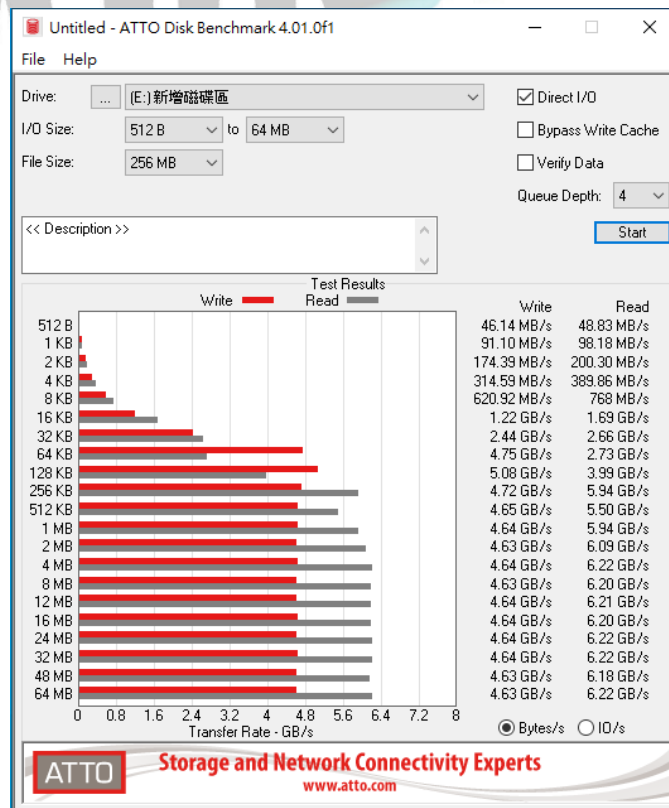 Untitled - ATTO Disk Benchmark 4.01.0f1
File Help
Drive: ... (E:)新增磁碟區
Direct I/O
I/O Size: 512 B to 64 MB
Bypass Write Cache
File Size: 256 MB
Verify Data
Queue Depth: 4
<< Description >>
Start
Test Results
Write Read
Write Read
512 B 46.14 MB/s 48.83 MB/s
1 KB 91.10 MB/s 98.18 MB/s
2 KB 174.39 MB/s 200.30 MB/s
4 KB 314.59 MB/s 389.86 MB/s
8 KB 620.92 MB/s 768 MB/s
16 KB 1.22 GB/s 1.69 GB/s
32 KB 2.44 GB/s 2.66 GB/s
64 KB 4.75 GB/s 2.73 GB/s
128 KB 5.08 GB/s 3.99 GB/s
256 KB 4.72 GB/s 5.94 GB/s
512 KB 4.65 GB/s 5.50 GB/s
1 MB 4.64 GB/s 5.94 GB/s
2 MB 4.63 GB/s 6.09 GB/s
4 MB 4.64 GB/s 6.22 GB/s
8 MB 4.63 GB/s 6.20 GB/s
12 MB 4.64 GB/s 6.21 GB/s
16 MB 4.64 GB/s 6.20 GB/s
24 MB 4.64 GB/s 6.22 GB/s
32 MB 4.64 GB/s 6.22 GB/s
48 MB 4.63 GB/s 6.18 GB/s
64 MB 4.63 GB/s 6.22 GB/s
0 0.8 1.6 2.4 3.2 4 4.8 5.6 6.4 7.2 8
Transfer Rate - GB/s
Bytes/s IO/s
ATTO
Storage and Network Connectivity Experts
www.atto.com